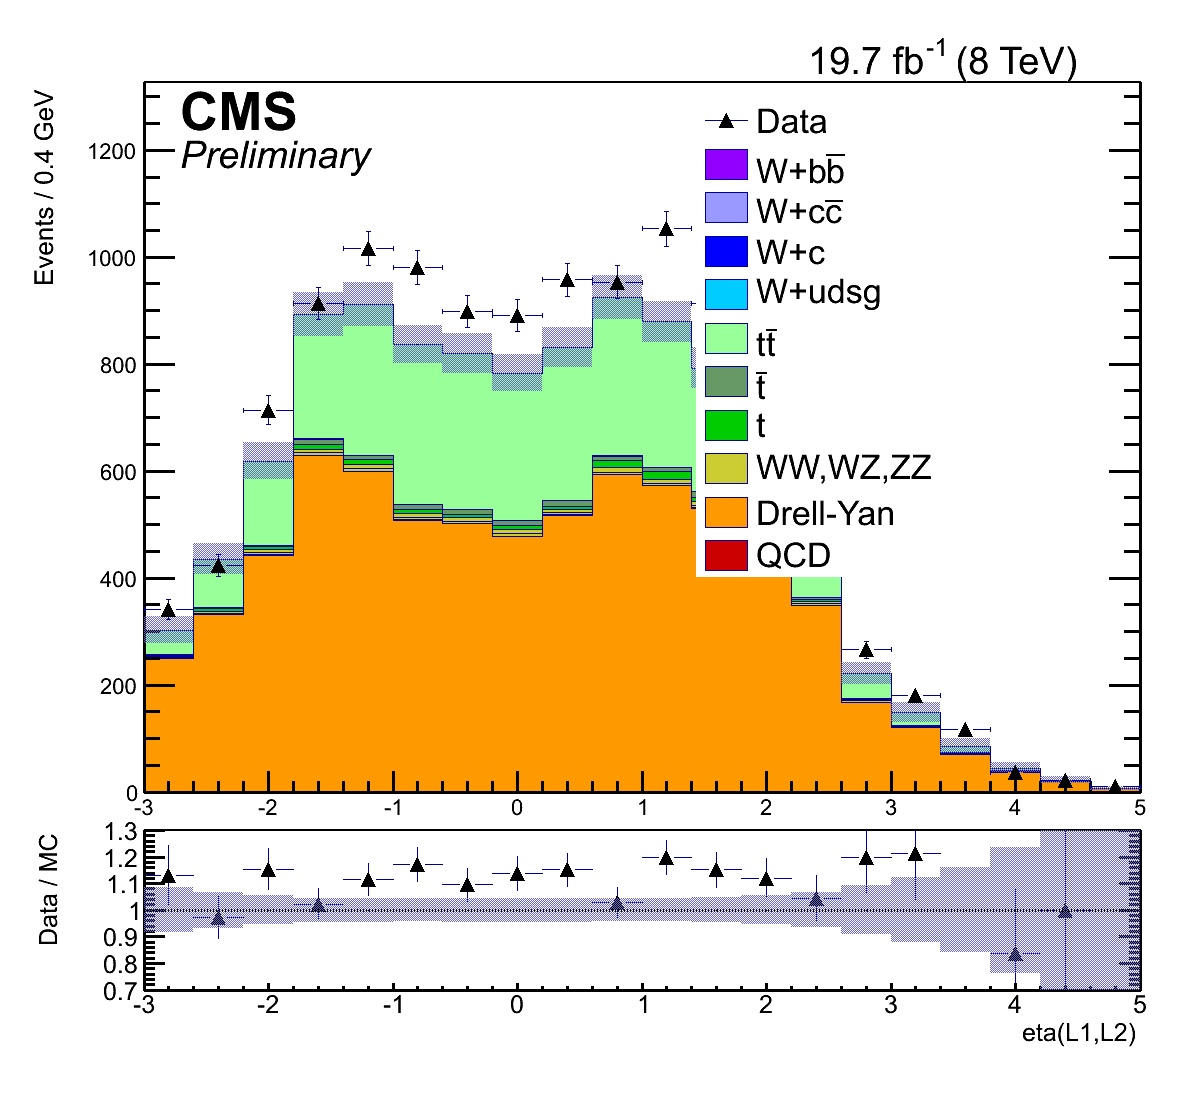 19.7 fb⁻¹ (8 TeV)
CMS
Preliminary
Events / 0.4 GeV
1200
1000
800
600
400
200
0
Data
W+bb̅
W+cc̅
W+c
W+udsg
tt̅
t̅
t
WW,WZ,ZZ
Drell-Yan
QCD
-3 -2 -1 0 1 2 3 4 5
Data / MC
1.3
1.2
1.1
1
0.9
0.8
0.7
-3 -2 -1 0 1 2 3 4 5
eta(L1,L2)